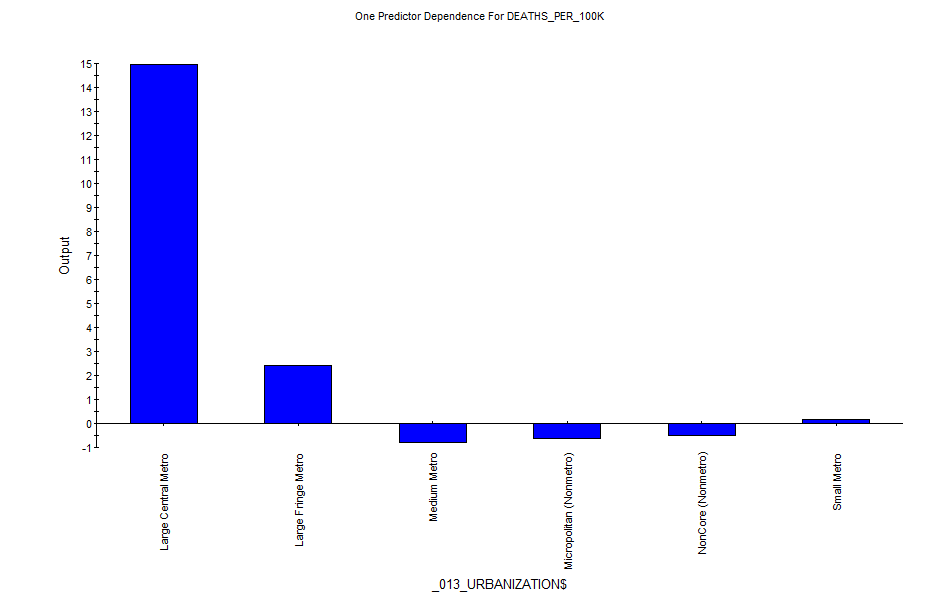 One Predictor Dependence For DEATHS_PER_100K
15
14
13
12
11
10
9
8
7
6
5
4
3
2
1
0
-1
Output
Large Central Metro
Large Fringe Metro
Medium Metro
Micropolitan (Nonmetro)
NonCore (Nonmetro)
Small Metro
_013_URBANIZATION$